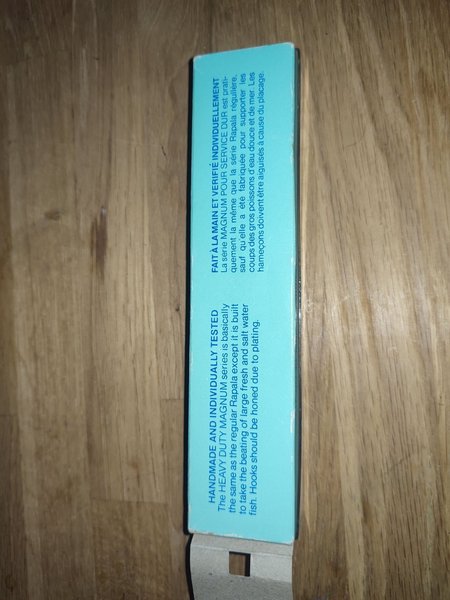 HANDMADE AND INDIVIDUALLY TESTED
The HEAVY DUTY MAGNUM series is basically
the same as the regular Rapala except it is built
to take the beating of large fresh and salt water
fish. Hooks should be honed due to plating.
FAIT À LA MAIN ET VERIFIÉ INDIVIDUELLEMENT
La série MAGNUM POUR SERVICE DUR est prati-
quement la même que la série Rapala régulière,
sauf qu'elle a été fabriquée pour supporter les
coups des gros poissons d'eau douce et de mer. Les
hameçons doivent être aiguisés à cause du placage.